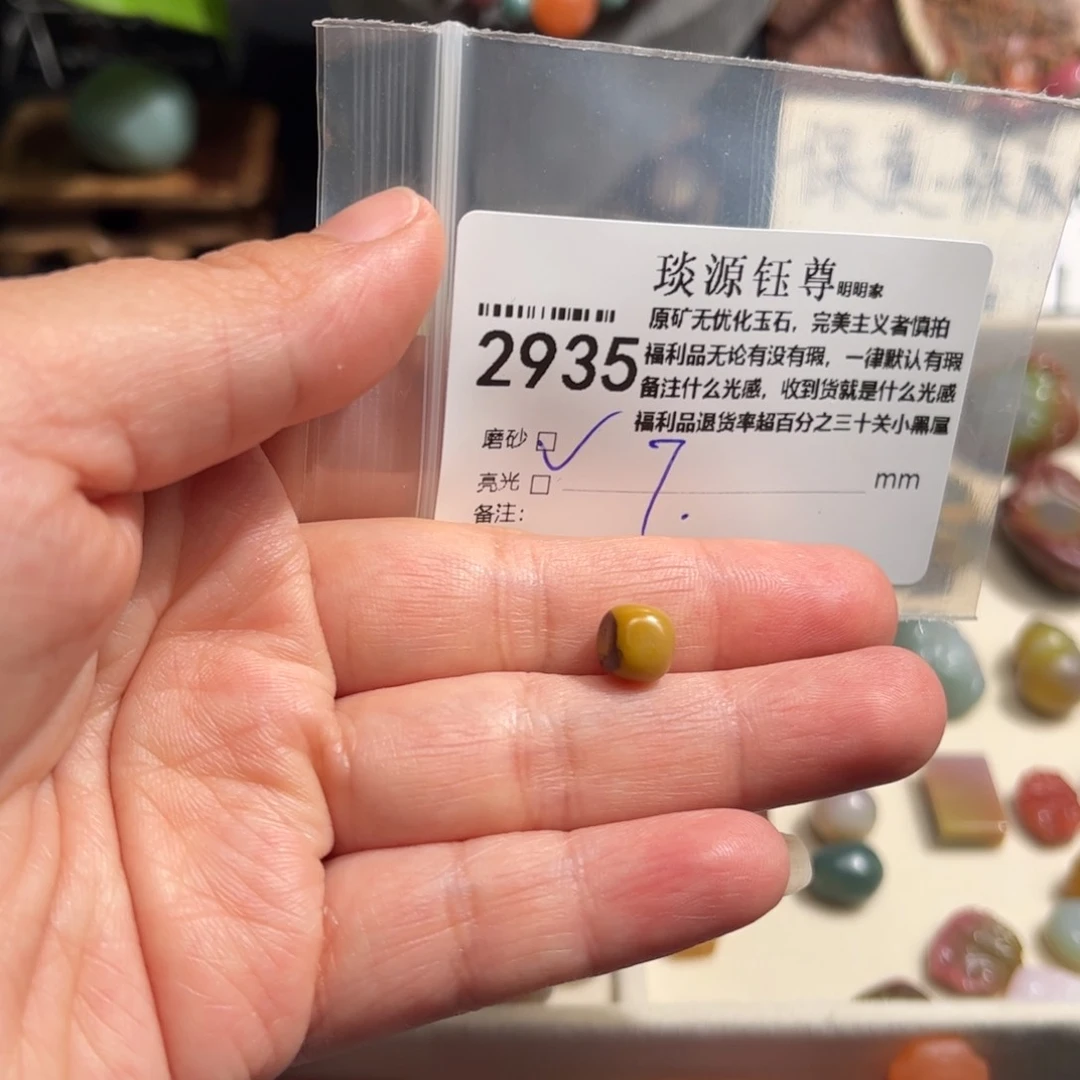 琰源钰尊明明家
原矿无优化玉石，完美主义者慎拍
2935
福利品无论有没有瑕，一律默认有瑕
备注什么光感，收到货就是什么光感
福利品退货率超百分之三十关小黑屋
磨砂 □ ✓
亮光 □ 7. mm
备注：